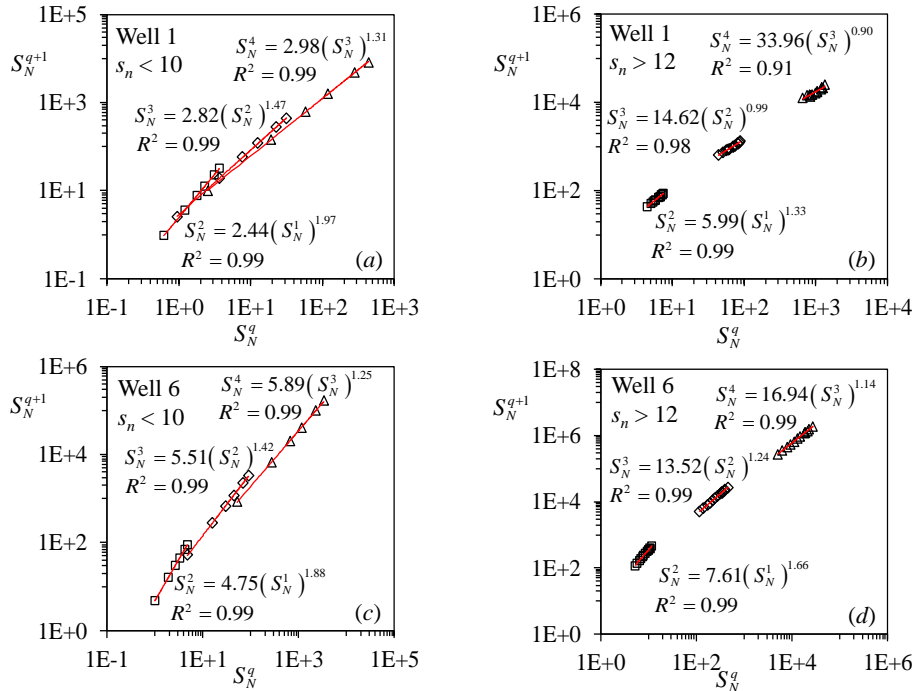 1E+5
Well 1
s_n < 10
S_N^{q+1}
S_N^4 = 2.98(S_N^3)^{1.31}
R^2 = 0.99
1E+3
S_N^3 = 2.82(S_N^2)^{1.47}
R^2 = 0.99
1E+1
S_N^2 = 2.44(S_N^1)^{1.97}
R^2 = 0.99
(a)
1E-1
1E-1 1E+0 1E+1 1E+2 1E+3
S_N^q
1E+6
Well 1
s_n > 12
S_N^{q+1}
S_N^4 = 33.96(S_N^3)^{0.90}
R^2 = 0.91
1E+4
S_N^3 = 14.62(S_N^2)^{0.99}
R^2 = 0.98
1E+2
S_N^2 = 5.99(S_N^1)^{1.33}
R^2 = 0.99
(b)
1E+0
1E-1 1E+0 1E+1 1E+2 1E+3 1E+4
S_N^q
1E+6
Well 6
s_n < 10
S_N^{q+1}
S_N^4 = 5.89(S_N^3)^{1.25}
R^2 = 0.99
1E+4
S_N^3 = 5.51(S_N^2)^{1.42}
R^2 = 0.99
1E+2
S_N^2 = 4.75(S_N^1)^{1.88}
R^2 = 0.99
(c)
1E+0
1E-1 1E+1 1E+3 1E+5
S_N^q
1E+8
Well 6
s_n > 12
S_N^{q+1}
S_N^4 = 16.94(S_N^3)^{1.14}
R^2 = 0.99
1E+6
S_N^3 = 13.52(S_N^2)^{1.24}
R^2 = 0.99
1E+4
1E+2
S_N^2 = 7.61(S_N^1)^{1.66}
R^2 = 0.99
(d)
1E+0
1E+0 1E+2 1E+4 1E+6
S_N^q